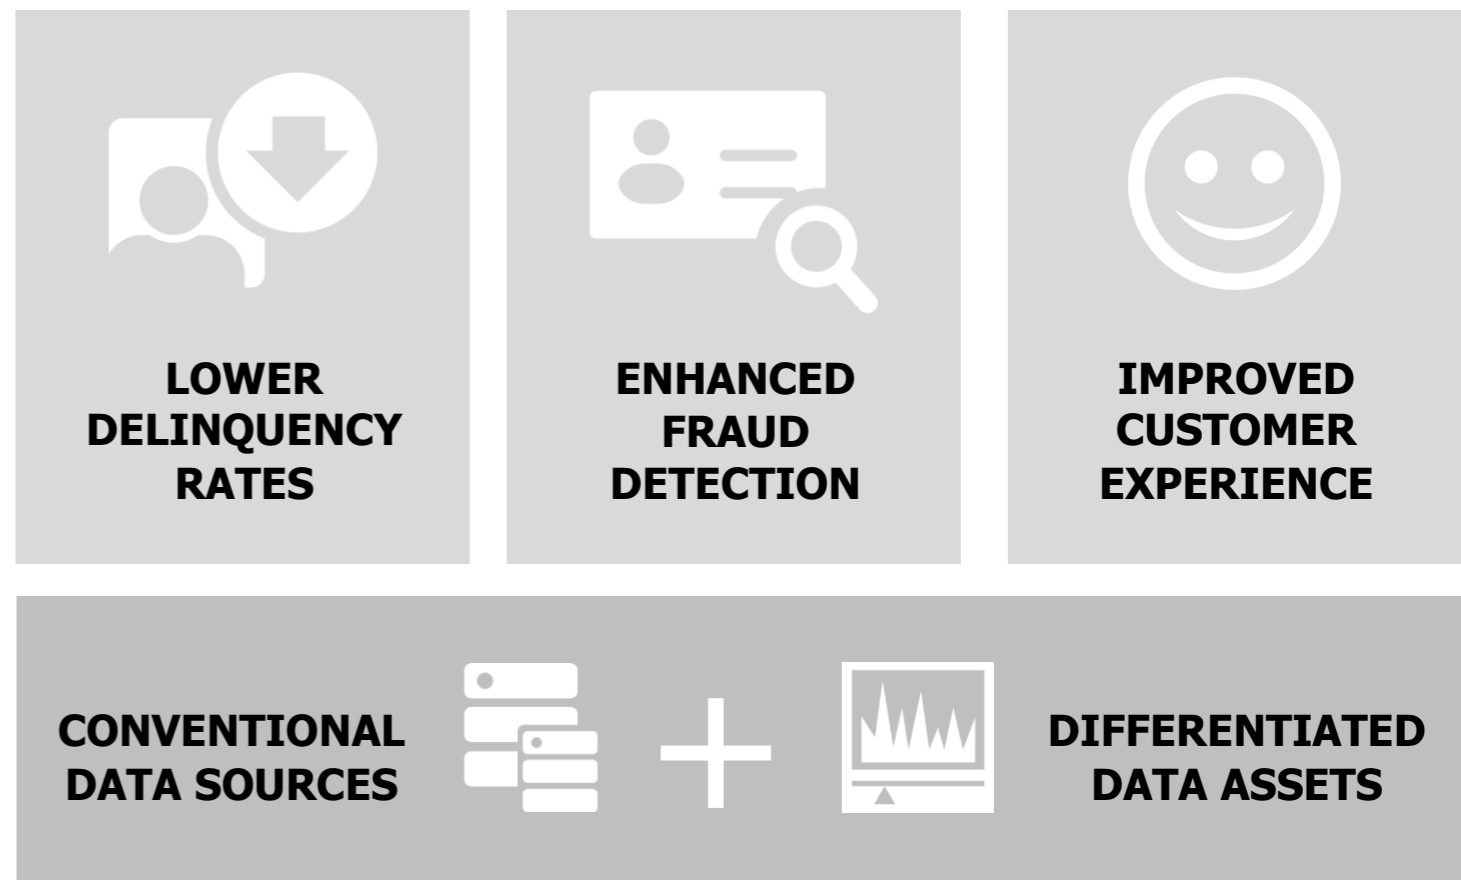 LOWER
DELINQUENCY
RATES
ENHANCED
FRAUD
DETECTION
IMPROVED
CUSTOMER
EXPERIENCE
CONVENTIONAL
DATA SOURCES
DIFFERENTIATED
DATA ASSETS